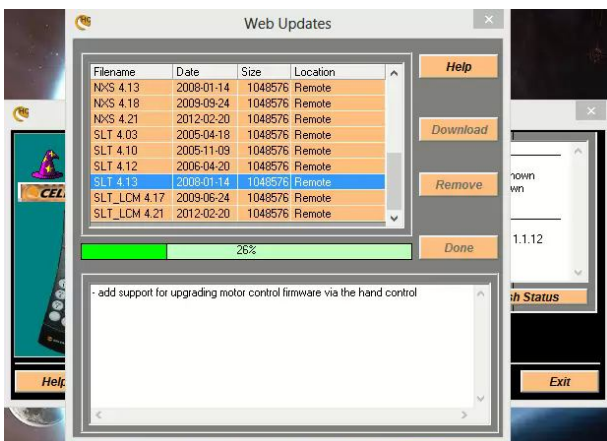 Web Updates
Help
Filename Date Size Location
NXS 4.13 2008-01-14 1048576 Remote
NXS 4.18 2009-09-24 1048576 Remote
NXS 4.21 2012-02-20 1048576 Remote
SLT 4.03 2005-04-18 1048576 Remote
SLT 4.10 2005-11-09 1048576 Remote
SLT 4.12 2006-04-20 1048576 Remote
SLT 4.13 2008-01-14 1048576 Remote
SLT_LCM 4.17 2009-06-24 1048576 Remote
SLT_LCM 4.21 2012-02-20 1048576 Remote
Download
Remove
Done
26%
- add support for upgrading motor control firmware via the hand control
CEL
nown
wn
1.1.12
sh Status
Help
Exit